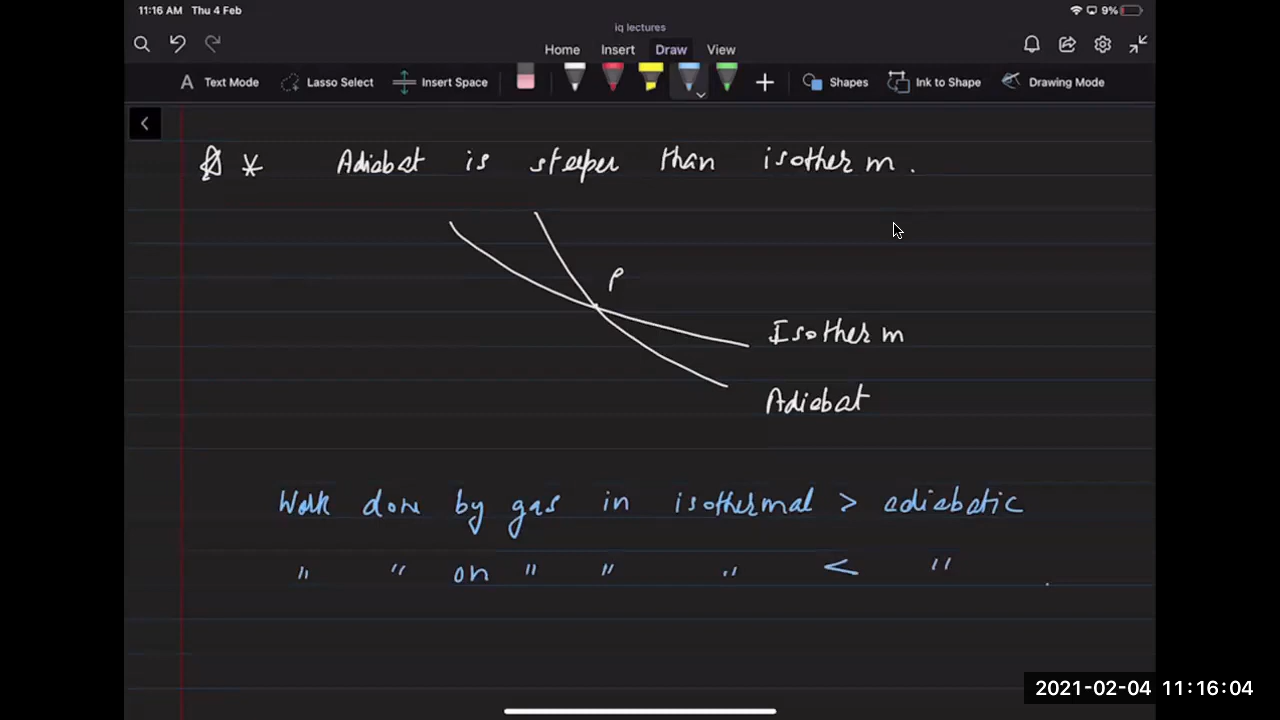 11:16 AM Thu 4 Feb
9%
iq lectures
Home Insert Draw View
Text Mode Lasso Select Insert Space Shapes Ink to Shape Drawing Mode
* Adiabat is steeper than isotherm.
P
Isotherm
Adiabat
Work done by gas in isothermal > adiabatic
" " on " " " < "
2021-02-04 11:16:04